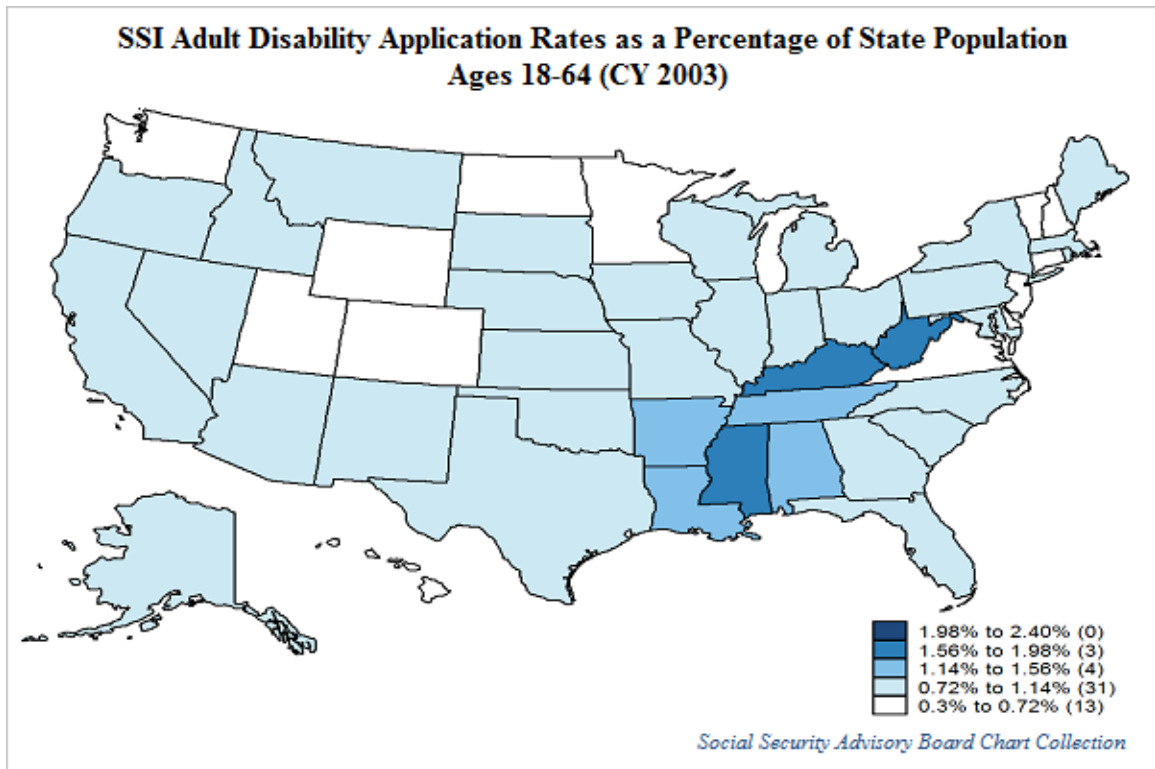 SSI Adult Disability Application Rates as a Percentage of State Population
Ages 18-64 (CY 2003)
1.98% to 2.40% (0)
1.56% to 1.98% (3)
1.14% to 1.56% (4)
0.72% to 1.14% (31)
0.3% to 0.72% (13)
Social Security Advisory Board Chart Collection